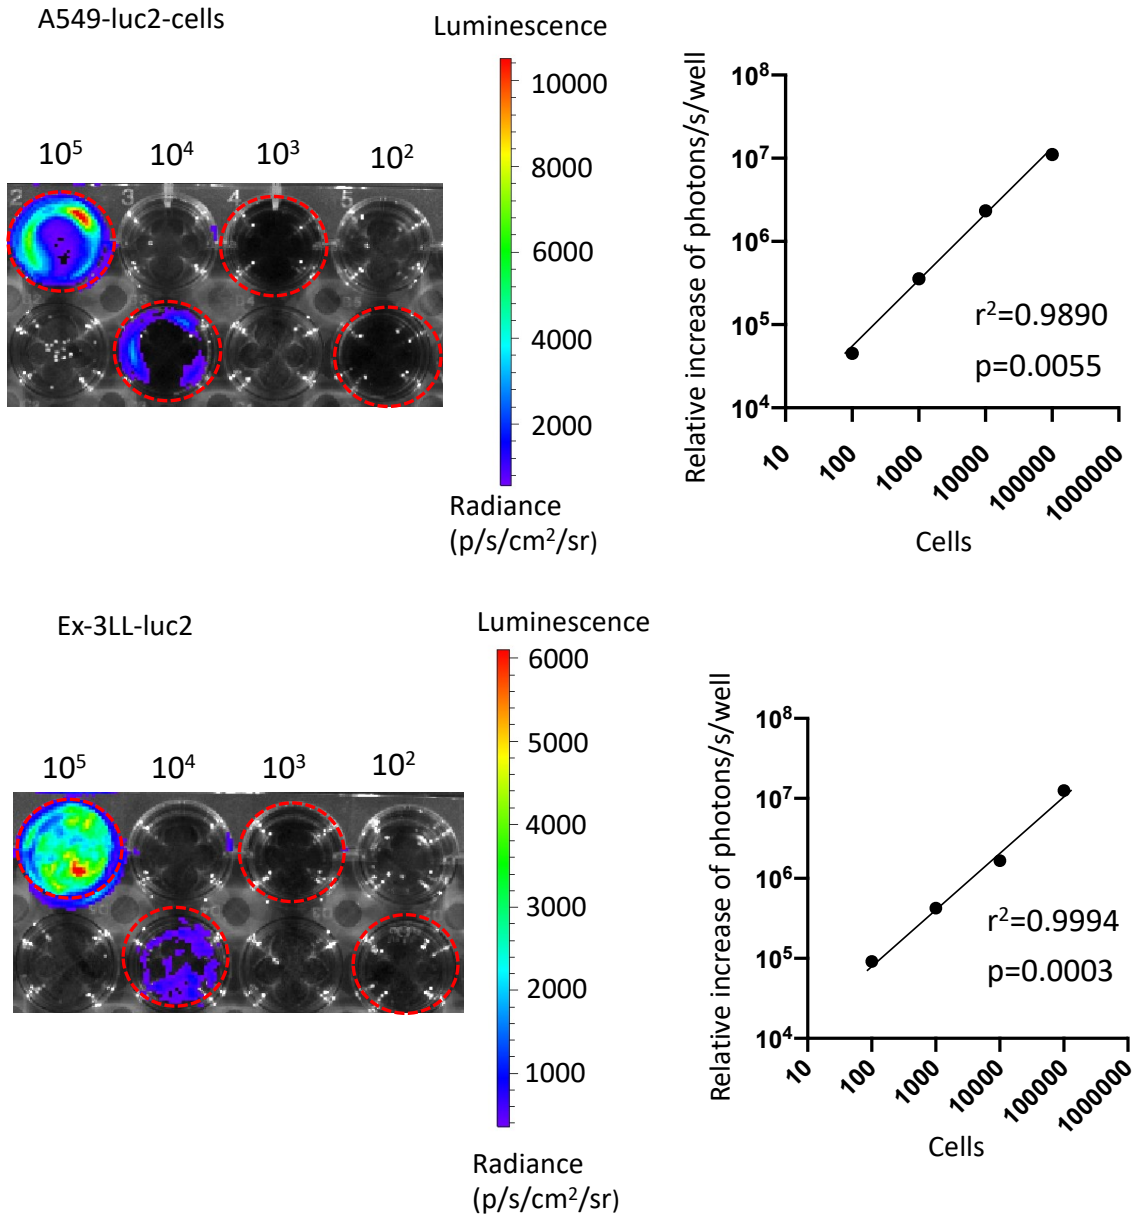 A549-luc2-cells
Luminescence
10⁵ 10⁴ 10³ 10²
2 3 4 5
10000
8000
6000
4000
2000
Radiance
(p/s/cm²/sr)
Relative increase of photons/s/well
10⁸
10⁷
10⁶
10⁵
10⁴
r²=0.9890
p=0.0055
10 100 1000 10000 100000 1000000
Cells
Ex-3LL-luc2
Luminescence
10⁵ 10⁴ 10³ 10²
6000
5000
4000
3000
2000
1000
Radiance
(p/s/cm²/sr)
Relative increase of photons/s/well
10⁸
10⁷
10⁶
10⁵
10⁴
r²=0.9994
p=0.0003
10 100 1000 10000 100000 1000000
Cells